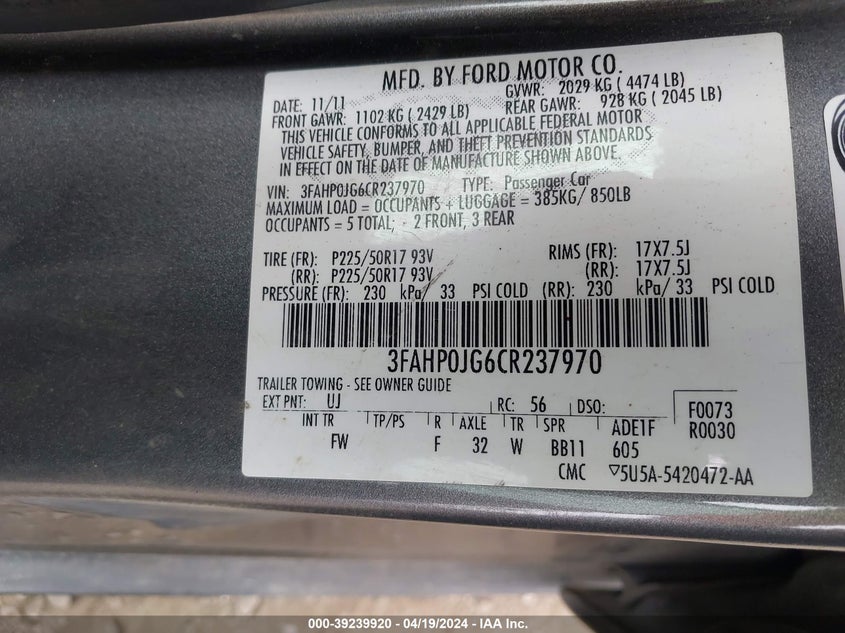 MFD. BY FORD MOTOR CO.
DATE: 11/11 GVWR: 2029 KG ( 4474 LB)
FRONT GAWR: 1102 KG ( 2429 LB) REAR GAWR: 928 KG ( 2045 LB)
THIS VEHICLE CONFORMS TO ALL APPLICABLE FEDERAL MOTOR
VEHICLE SAFETY, BUMPER, AND THEFT PREVENTION STANDARDS
IN EFFECT ON THE DATE OF MANUFACTURE SHOWN ABOVE.
VIN: 3FAHP0JG6CR237970 TYPE: Passenger Car
MAXIMUM LOAD = OCCUPANTS + LUGGAGE = 385KG/ 850LB
OCCUPANTS = 5 TOTAL; - 2 FRONT, 3 REAR
TIRE (FR): P225/50R17 93V RIMS (FR): 17X7.5J
(RR): P225/50R17 93V (RR): 17X7.5J
PRESSURE (FR): 230 kPa/ 33 PSI COLD (RR): 230 kPa/ 33 PSI COLD
3FAHP0JG6CR237970
TRAILER TOWING - SEE OWNER GUIDE
EXT PNT: UJ RC: 56 DSO: F0073
INT TR TP/PS R AXLE TR SPR ADE1F R0030
FW F 32 W BB11 605
CMC ▽5U5A-5420472-AA
000-39239920 - 04/19/2024 - IAA Inc.